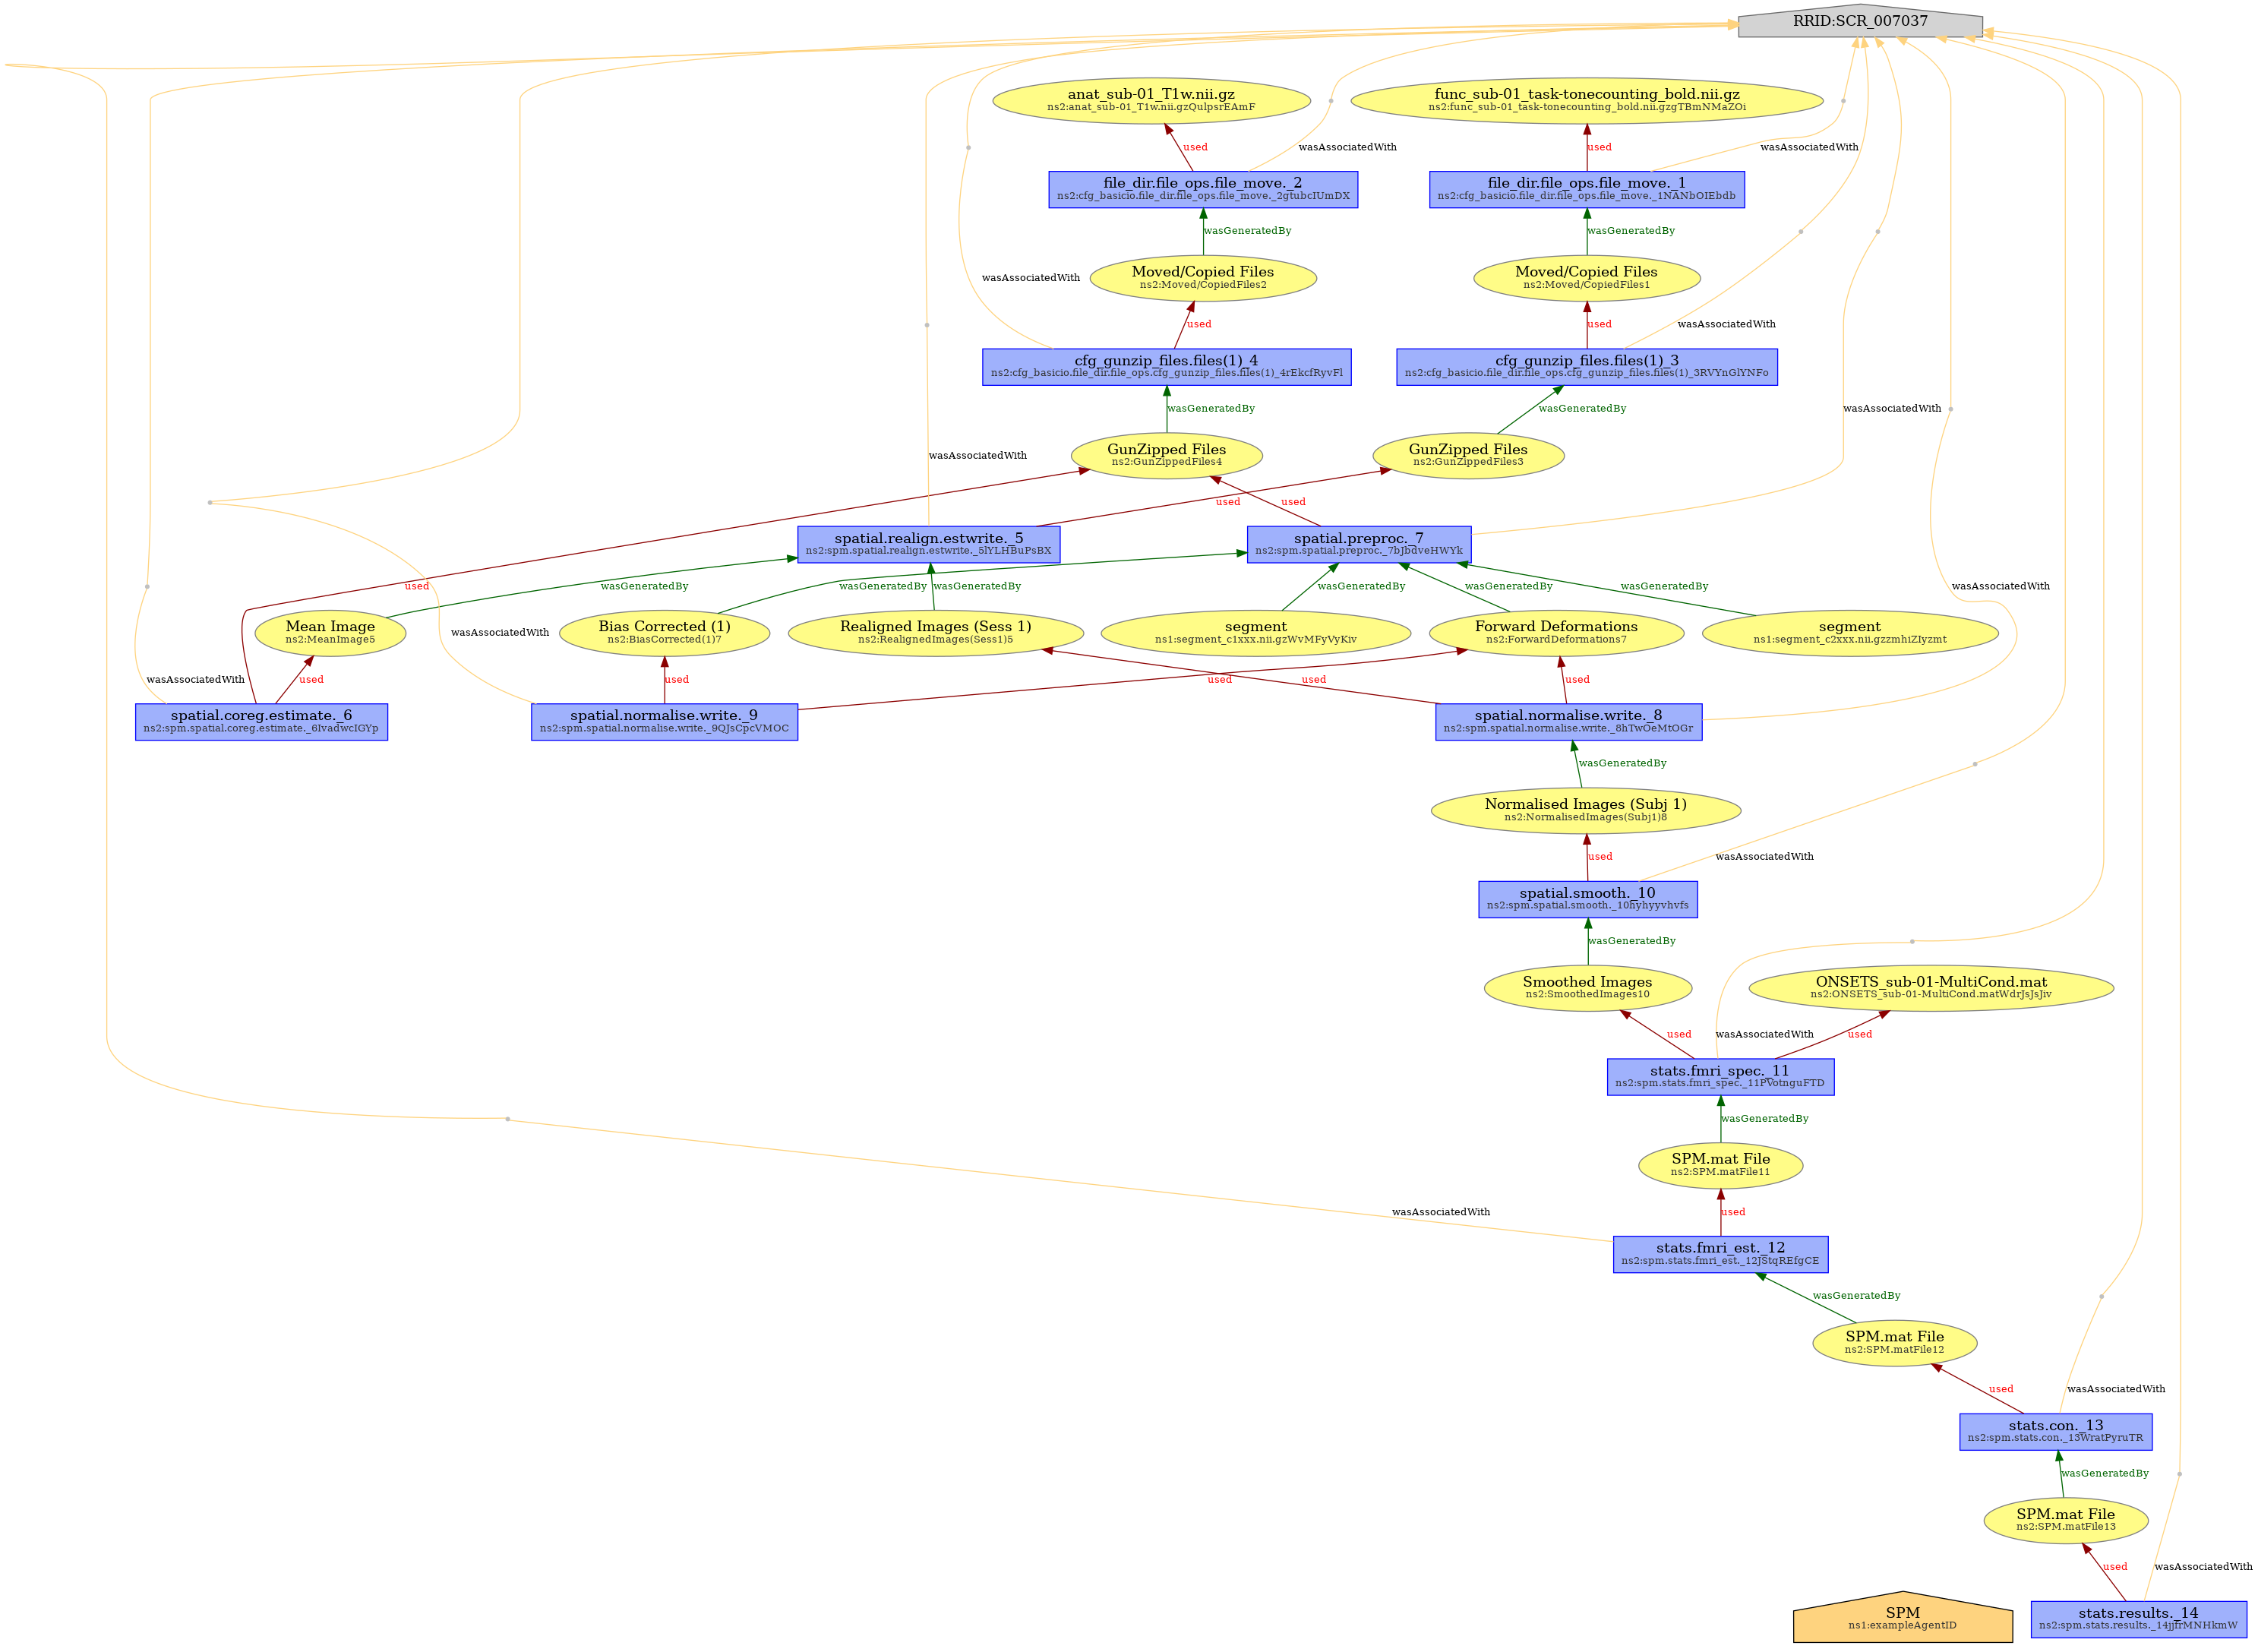 RRID:SCR_007037
anat_sub-01_T1w.nii.gz
ns2:anat_sub-01_T1w.nii.gzQulpsrEAmF
func_sub-01_task-tonecounting_bold.nii.gz
ns2:func_sub-01_task-tonecounting_bold.nii.gzgTBmNMaZOi
used
wasAssociatedWith
used
wasAssociatedWith
file_dir.file_ops.file_move._2
ns2:cfg_basicio.file_dir.file_ops.file_move._2gtubcIUmDX
file_dir.file_ops.file_move._1
ns2:cfg_basicio.file_dir.file_ops.file_move._1NANbOIEbdb
wasGeneratedBy
wasGeneratedBy
wasAssociatedWith
Moved/Copied Files
ns2:Moved/CopiedFiles2
Moved/Copied Files
ns2:Moved/CopiedFiles1
used
used
wasAssociatedWith
cfg_gunzip_files.files(1)_4
ns2:cfg_basicio.file_dir.file_ops.cfg_gunzip_files.files(1)_4rEkcfRyvFl
cfg_gunzip_files.files(1)_3
ns2:cfg_basicio.file_dir.file_ops.cfg_gunzip_files.files(1)_3RVYnGlYNFo
wasGeneratedBy
wasGeneratedBy
wasAssociatedWith
wasAssociatedWith
GunZipped Files
ns2:GunZippedFiles4
GunZipped Files
ns2:GunZippedFiles3
used
used
spatial.realign.estwrite._5
ns2:spm.spatial.realign.estwrite._5lYLHBuPsBX
spatial.preproc._7
ns2:spm.spatial.preproc._7bJbdveHWYk
used
wasGeneratedBy
wasGeneratedBy
wasGeneratedBy
wasGeneratedBy
wasGeneratedBy
wasGeneratedBy
wasAssociatedWith
Mean Image
ns2:MeanImage5
Bias Corrected (1)
ns2:BiasCorrected(1)7
Realigned Images (Sess 1)
ns2:RealignedImages(Sess1)5
segment
ns1:segment_c1xxx.nii.gzWvMFyVyKiv
Forward Deformations
ns2:ForwardDeformations7
segment
ns1:segment_c2xxx.nii.gzzmhiZIyzmt
wasAssociatedWith
wasAssociatedWith
used
used
used
used
used
spatial.coreg.estimate._6
ns2:spm.spatial.coreg.estimate._6IvadwcIGYp
spatial.normalise.write._9
ns2:spm.spatial.normalise.write._9QJsCpcVMOC
spatial.normalise.write._8
ns2:spm.spatial.normalise.write._8hTwOeMtOGr
wasGeneratedBy
Normalised Images (Subj 1)
ns2:NormalisedImages(Subj1)8
used
wasAssociatedWith
spatial.smooth._10
ns2:spm.spatial.smooth._10hyhyyvhvfs
wasGeneratedBy
Smoothed Images
ns2:SmoothedImages10
ONSETS_sub-01-MultiCond.mat
ns2:ONSETS_sub-01-MultiCond.matWdrJsJsJiv
used
wasAssociatedWith
used
stats.fmri_spec._11
ns2:spm.stats.fmri_spec._11PVotnguFTD
wasGeneratedBy
SPM.mat File
ns2:SPM.matFile11
wasAssociatedWith
used
stats.fmri_est._12
ns2:spm.stats.fmri_est._12JStqREfgCE
wasGeneratedBy
SPM.mat File
ns2:SPM.matFile12
used
wasAssociatedWith
stats.con._13
ns2:spm.stats.con._13WratPyruTR
wasGeneratedBy
SPM.mat File
ns2:SPM.matFile13
used
wasAssociatedWith
SPM
ns1:exampleAgentID
stats.results._14
ns2:spm.stats.results._14jjfrMNHkmW